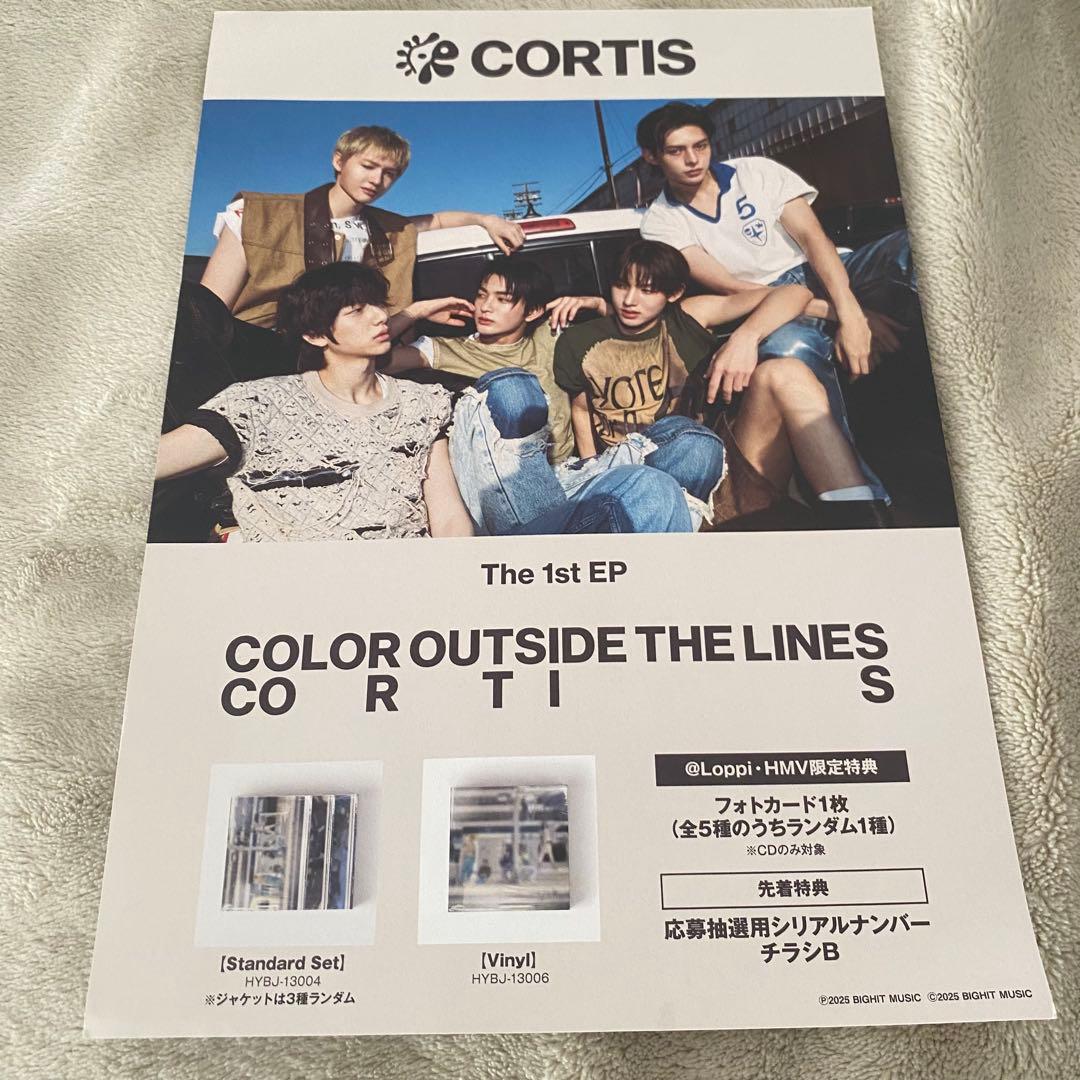 CORTIS
n, S.V.
5
VOTE
The 1st EP
COLOR OUTSIDE THE LINES
CO R T I S
@Loppi・HMV限定特典
フォトカード1枚
(全5種のうちランダム1種)
※CDのみ対象
先着特典
応募抽選用シリアルナンバー
チラシB
【Standard Set】
HYBJ-13004
※ジャケットは3種ランダム
【Vinyl】
HYBJ-13006
Ⓟ2025 BIGHIT MUSIC Ⓒ2025 BIGHIT MUSIC